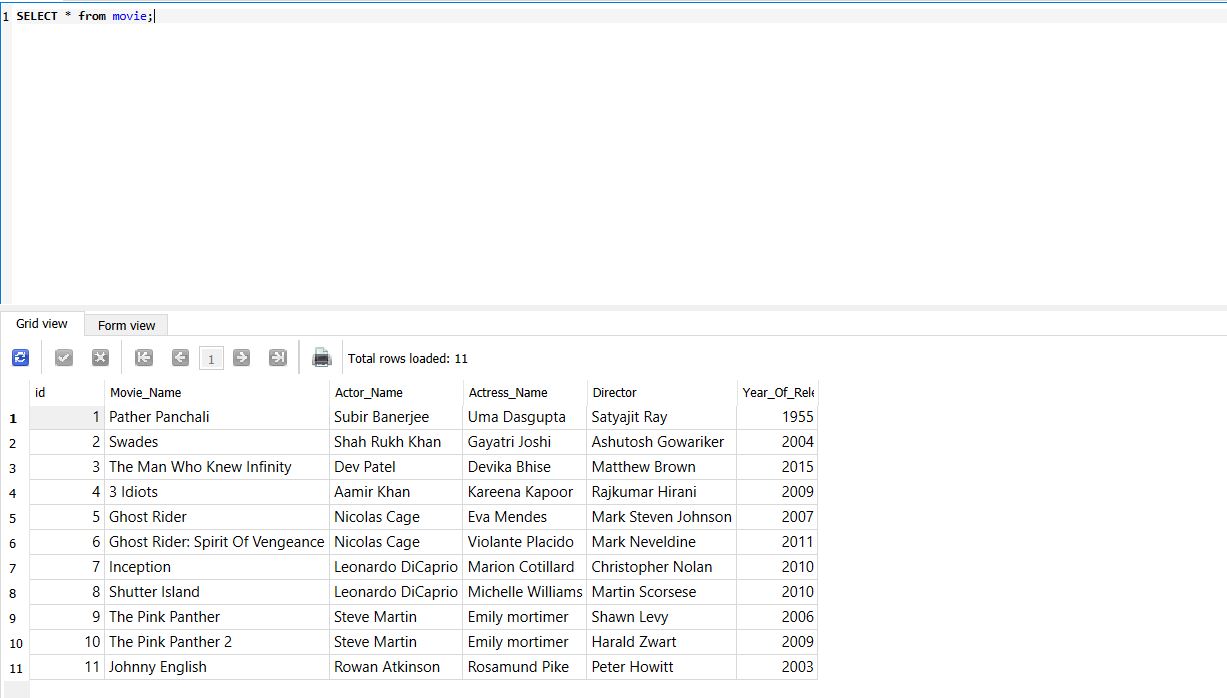 1 SELECT * from movie;
Grid view Form view
1 Total rows loaded: 11
id Movie_Name Actor_Name Actress_Name Director Year_Of_Rele
1 1 Pather Panchali Subir Banerjee Uma Dasgupta Satyajit Ray 1955
2 2 Swades Shah Rukh Khan Gayatri Joshi Ashutosh Gowariker 2004
3 3 The Man Who Knew Infinity Dev Patel Devika Bhise Matthew Brown 2015
4 4 3 Idiots Aamir Khan Kareena Kapoor Rajkumar Hirani 2009
5 5 Ghost Rider Nicolas Cage Eva Mendes Mark Steven Johnson 2007
6 6 Ghost Rider: Spirit Of Vengeance Nicolas Cage Violante Placido Mark Neveldine 2011
7 7 Inception Leonardo DiCaprio Marion Cotillard Christopher Nolan 2010
8 8 Shutter Island Leonardo DiCaprio Michelle Williams Martin Scorsese 2010
9 9 The Pink Panther Steve Martin Emily mortimer Shawn Levy 2006
10 10 The Pink Panther 2 Steve Martin Emily mortimer Harald Zwart 2009
11 11 Johnny English Rowan Atkinson Rosamund Pike Peter Howitt 2003